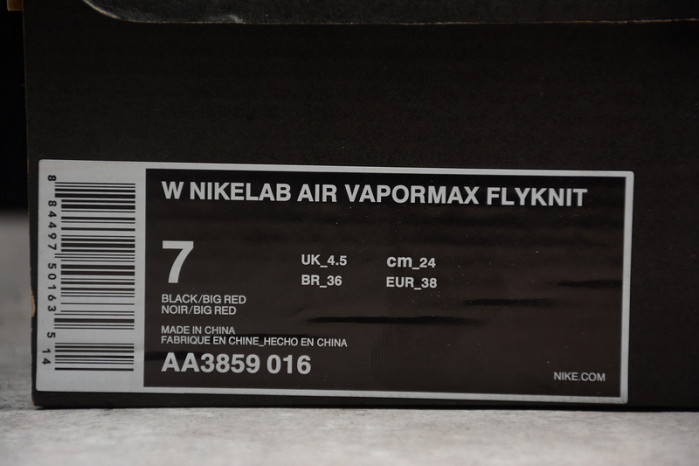 W NIKELAB AIR VAPORMAX FLYKNIT
7
UK_4.5 cm_24
BR_36 EUR_38
BLACK/BIG RED
NOIR/BIG RED
MADE IN CHINA
FABRIQUE EN CHINE_HECHO EN CHINA
AA3859 016
NIKE.COM
8 84497 50163 5 14